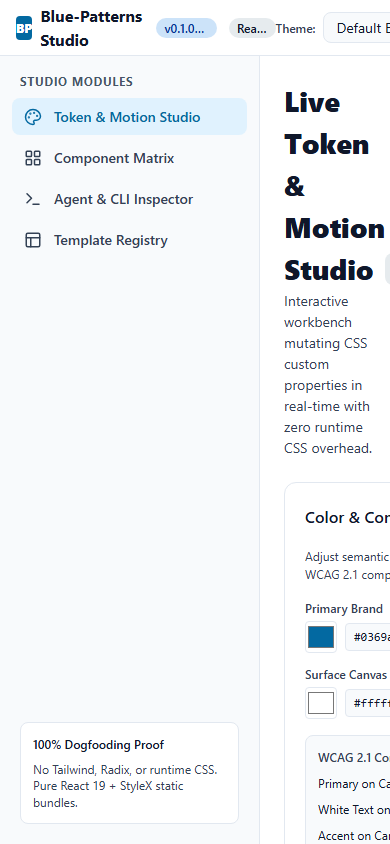 BP
Blue-Patterns
Studio
v0.1.0...
Rea...
Theme:
Default B
STUDIO MODULES
Token & Motion Studio
Component Matrix
Agent & CLI Inspector
Template Registry
100% Dogfooding Proof
No Tailwind, Radix, or runtime CSS.
Pure React 19 + StyleX static
bundles.
Live
Token
&
Motion
Studio
Interactive
workbench
mutating CSS
custom
properties in
real-time with
zero runtime
CSS overhead.
Color & Con
Adjust semantic
WCAG 2.1 comp
Primary Brand
#0369a
Surface Canvas
#fffff
WCAG 2.1 Co
Primary on Ca
White Text on
Accent on Can